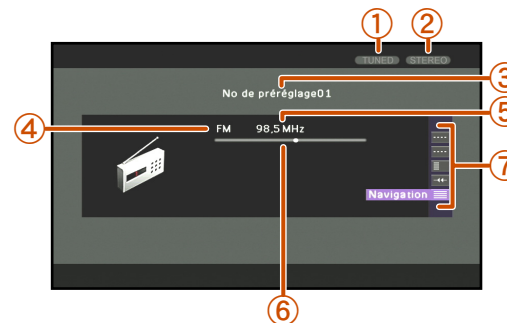 ① ②
TUNED STEREO
③
No de préréglage01
⑤
④ FM 98,5 MHz
⑦
Navigation
⑥